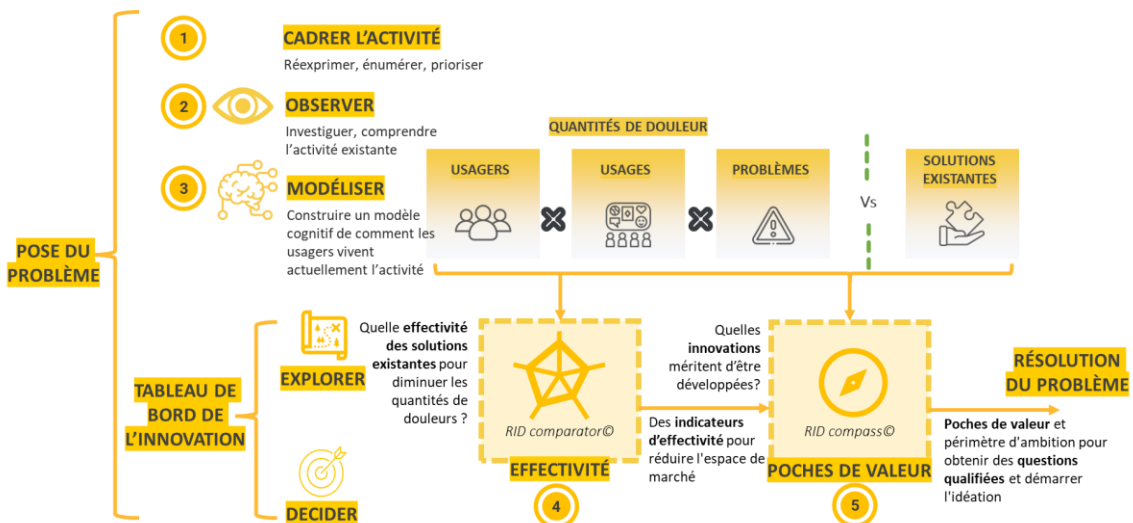 1
CADRER L’ACTIVITÉ
Réexprimer, énumérer, prioriser
2
OBSERVER
Investiguer, comprendre
l’activité existante
3
MODÉLISER
Construire un modèle
cognitif de comment les
usagers vivent
actuellement l’activité
QUANTITÉS DE DOULEUR
USAGERS
USAGES
PROBLÈMES
Vs
SOLUTIONS
EXISTANTES
POSE DU
PROBLÈME
TABLEAU DE
BORD DE
L’INNOVATION
EXPLORER
DECIDER
Quelle effectivité
des solutions
existantes pour
diminuer les
quantités de
douleurs ?
RID comparator©
EFFECTIVITÉ
4
Quelles
innovations
méritent d’être
développées?
Des indicateurs
d’effectivité pour
réduire l'espace de
marché
RID compass©
POCHES DE VALEUR
5
RÉSOLUTION
DU PROBLÈME
Poches de valeur et
périmètre d'ambition pour
obtenir des questions
qualifiées et démarrer
l'idéation